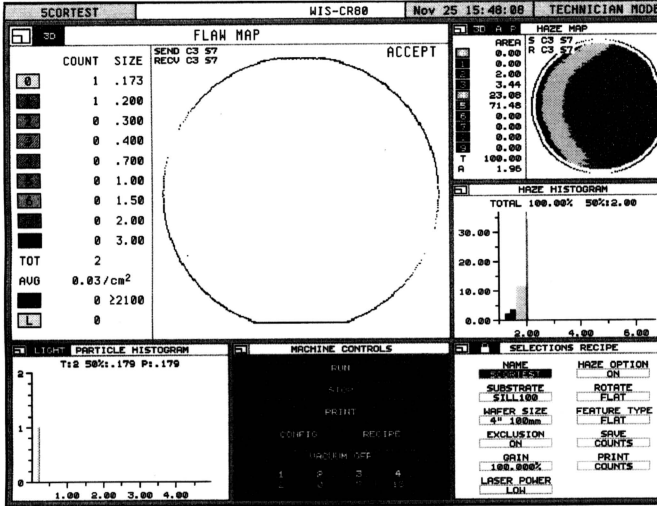 5CORTEST WIS-CR80 Nov 25 15:48:08 TECHNICIAN MODE
3D FLAW MAP
SEND C3 S7
RECV C3 S7
ACCEPT
COUNT SIZE
0 1 .173
1 .200
0 .300
0 .400
0 .700
0 1.00
0 1.50
0 2.00
0 3.00
TOT 2
AVG 0.03/cm²
0 ≥2100
L 0
3D A P HAZE MAP
S C3 S7
R C3 S7
AREA
0.00
0.00
2.00
3.44
23.08
5 71.48
0.00
0.00
0.00
0.00
T 100.00
A 1.96
HAZE HISTOGRAM
TOTAL 100.00% 50%:2.00
30.00
20.00
10.00
0.00
2.00 4.00 6.00
LIGHT PARTICLE HISTOGRAM
T:2 50%:.179 P:.179
2
1
0
1.00 2.00 3.00 4.00
MACHINE CONTROLS
RUN
STOP
PRINT
CONFIG RECIPE
VACUUM OFF
1 2 3 4
SELECTIONS RECIPE
NAME
5CORTEST
HAZE OPTION
ON
SUBSTRATE
SILL100
ROTATE
FLAT
WAFER SIZE
4" 100mm
FEATURE TYPE
FLAT
EXCLUSION
ON
SAVE
COUNTS
GAIN
100.000%
PRINT
COUNTS
LASER POWER
LOW